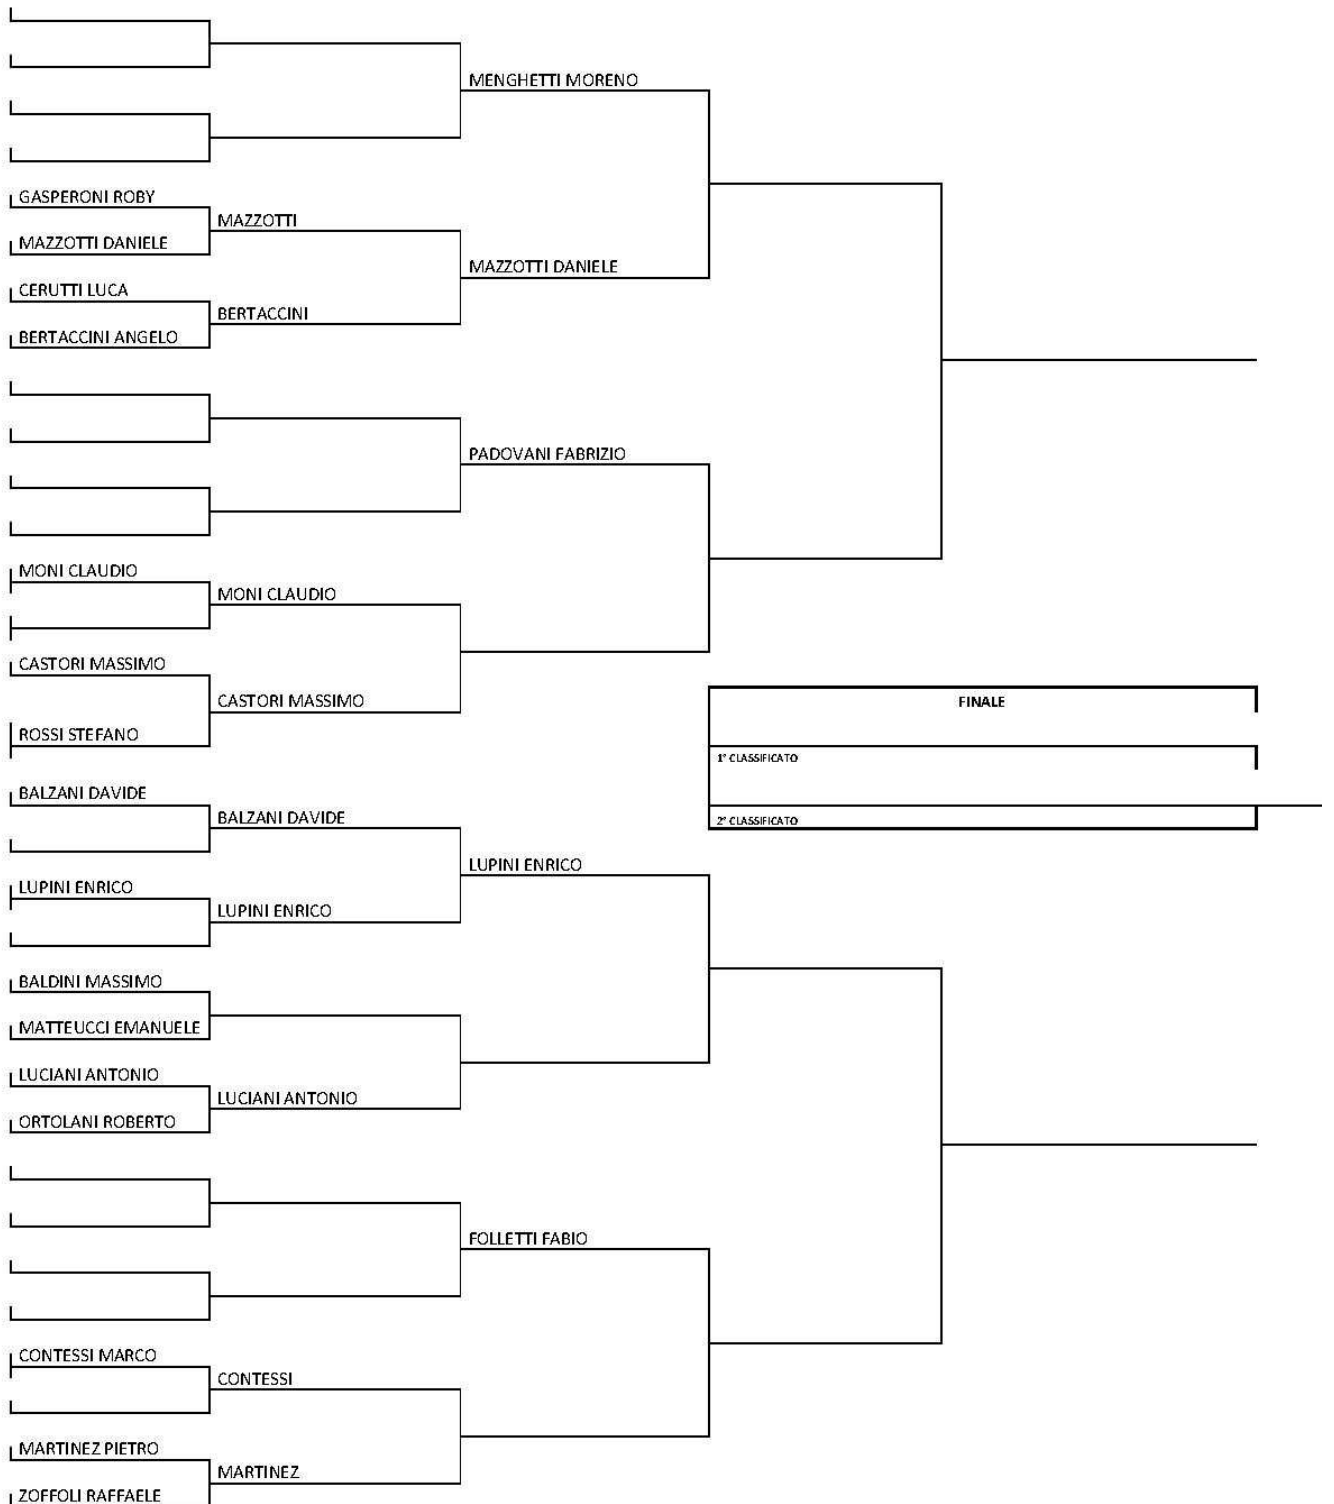 MENGHETTI MORENO
GASPERONI ROBY
MAZZOTTI
MAZZOTTI DANIELE
MAZZOTTI DANIELE
CERUTTI LUCA
BERTACCINI
BERTACCINI ANGELO
PADOVANI FABRIZIO
MONI CLAUDIO
MONI CLAUDIO
CASTORI MASSIMO
CASTORI MASSIMO
FINALE
ROSSI STEFANO
1° CLASSIFICATO
BALZANI DAVIDE
BALZANI DAVIDE
2° CLASSIFICATO
LUPINI ENRICO
LUPINI ENRICO
LUPINI ENRICO
BALDINI MASSIMO
MATTEUCCI EMANUELE
LUCIANI ANTONIO
LUCIANI ANTONIO
ORTOLANI ROBERTO
FOLLETTI FABIO
CONTESSI MARCO
CONTESSI
MARTINEZ PIETRO
MARTINEZ
ZOFFOLI RAFFAELE